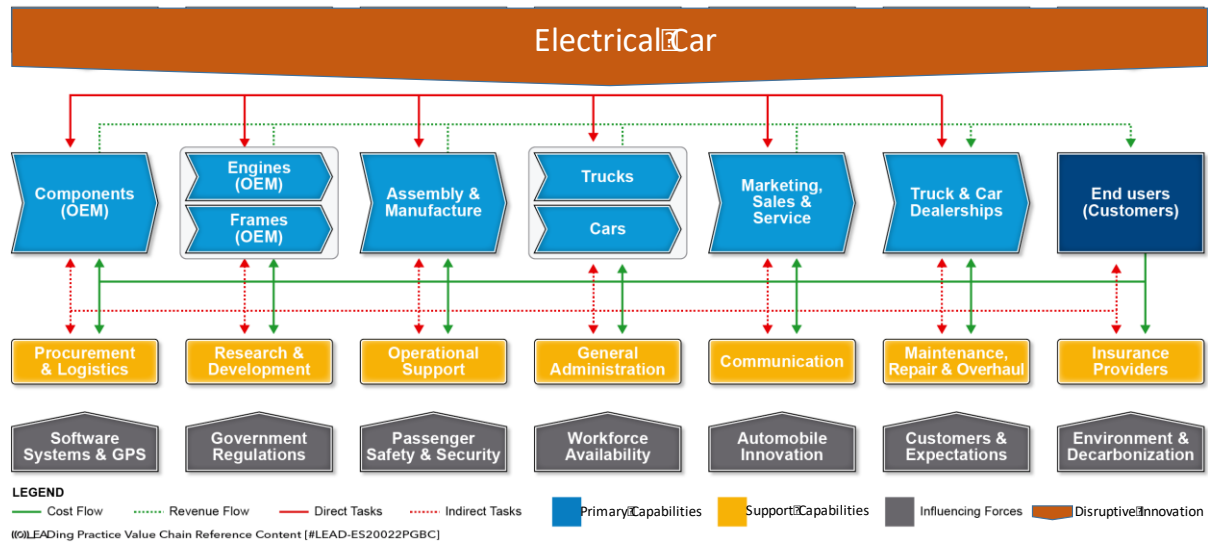 Electrical Car
Components
(OEM)
Engines
(OEM)
Frames
(OEM)
Assembly &
Manufacture
Trucks
Cars
Marketing,
Sales &
Service
Truck & Car
Dealerships
End users
(Customers)
Procurement
& Logistics
Research &
Development
Operational
Support
General
Administration
Communication
Maintenance,
Repair & Overhaul
Insurance
Providers
Software
Systems & GPS
Government
Regulations
Passenger
Safety & Security
Workforce
Availability
Automobile
Innovation
Customers &
Expectations
Environment &
Decarbonization
LEGEND
Cost Flow
Revenue Flow
Direct Tasks
Indirect Tasks
Primary Capabilities
Support Capabilities
Influencing Forces
Disruptive Innovation
LEADing Practice Value Chain Reference Content [#LEAD-ES20022PGBC]